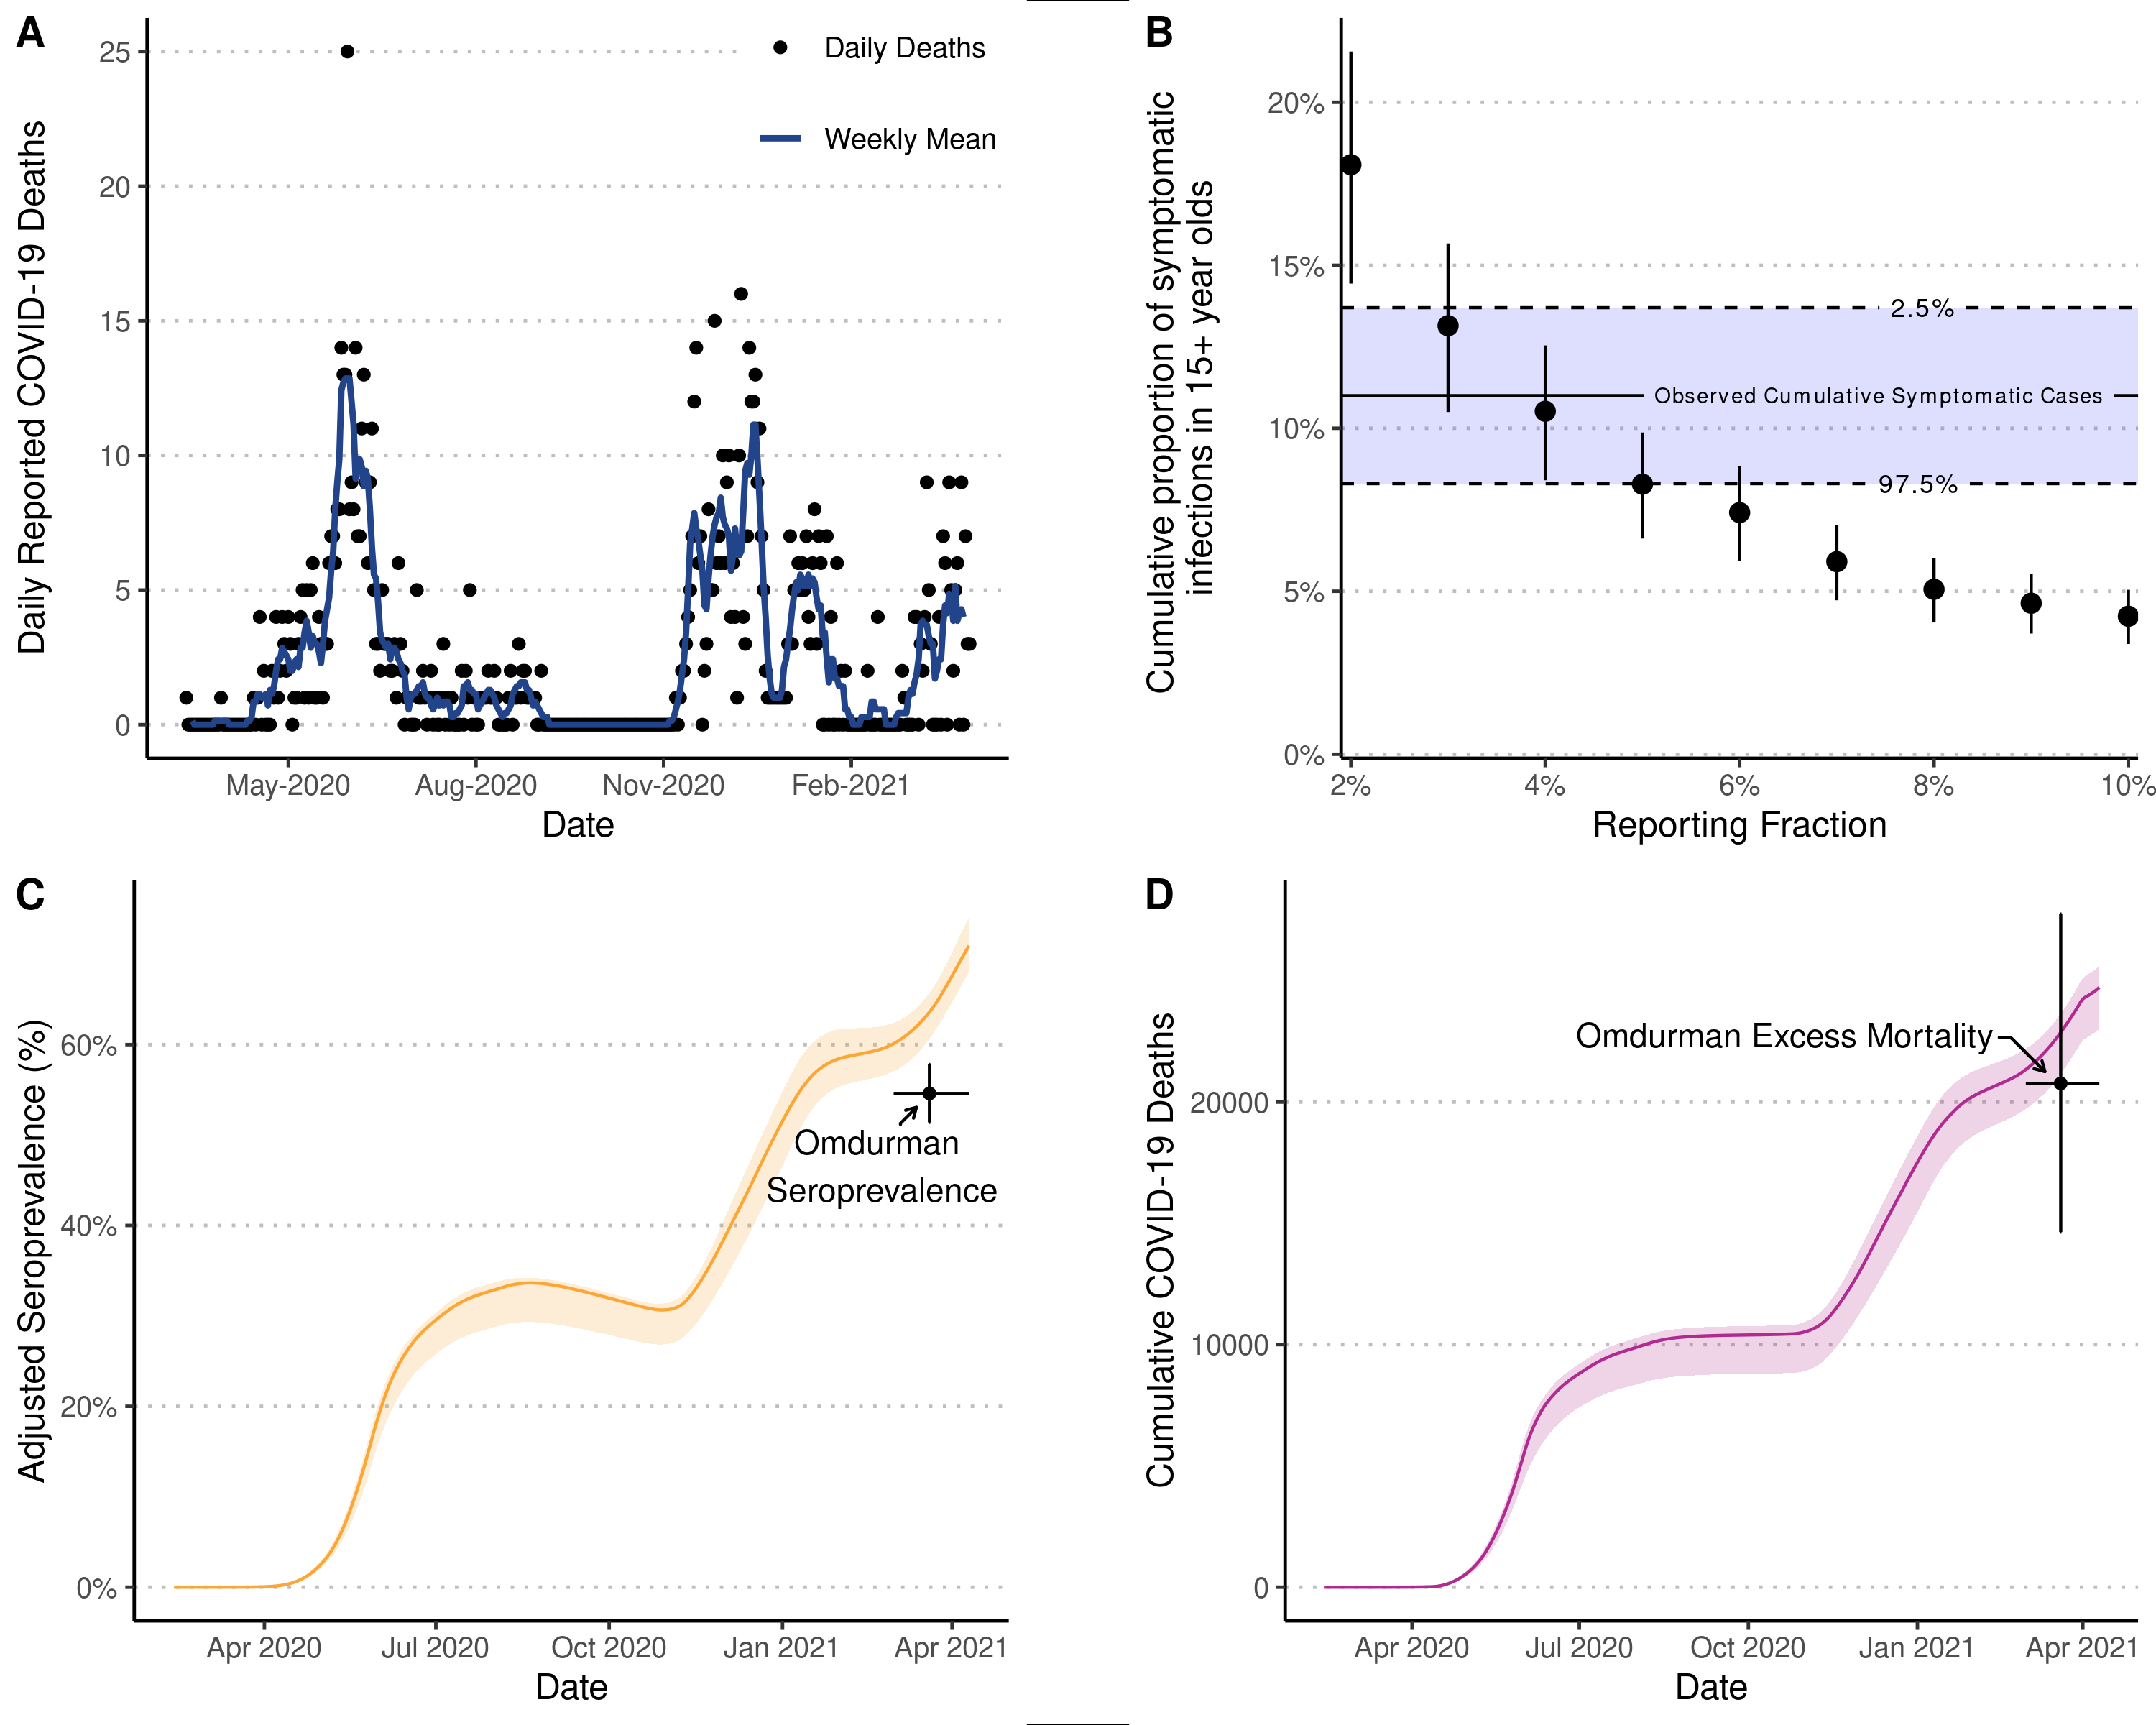 A
Daily Reported COVID-19 Deaths
25
20
15
10
5
0
Daily Deaths
Weekly Mean
May-2020
Aug-2020
Nov-2020
Feb-2021
Date
B
Cumulative proportion of symptomatic
infections in 15+ year olds
20%
15%
10%
5%
0%
2.5%
Observed Cumulative Symptomatic Cases
97.5%
2%
4%
6%
8%
10%
Reporting Fraction
C
Adjusted Seroprevalence (%)
60%
40%
20%
0%
Omdurman
Seroprevalence
Apr 2020
Jul 2020
Oct 2020
Jan 2021
Apr 2021
Date
D
Cumulative COVID-19 Deaths
20000
10000
0
Omdurman Excess Mortality
Apr 2020
Jul 2020
Oct 2020
Jan 2021
Apr 2021
Date